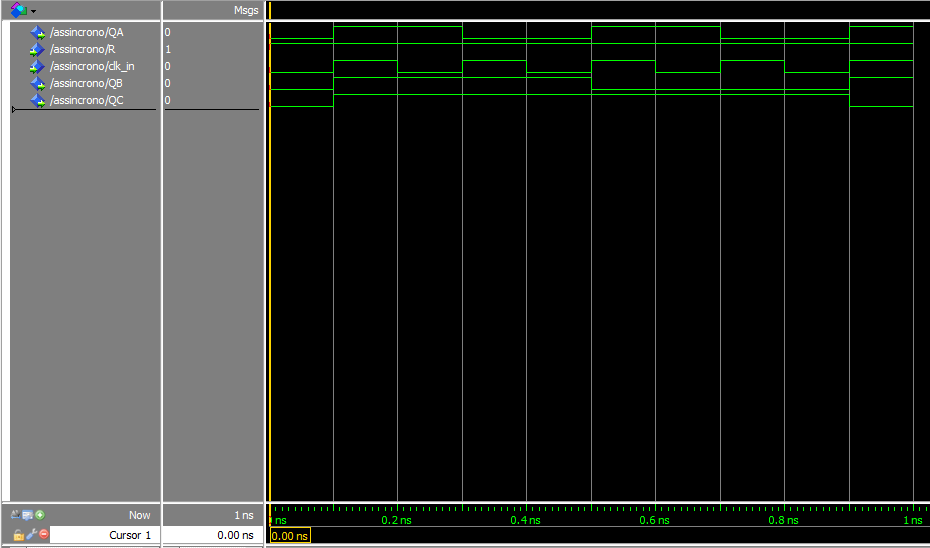 Msgs
/assincrono/QA 0
/assincrono/R 1
/assincrono/clk_in 0
/assincrono/QB 0
/assincrono/QC 0
Now 1 ns ns 0.2 ns 0.4 ns 0.6 ns 0.8 ns 1 ns
Cursor 1 0.00 ns 0.00 ns